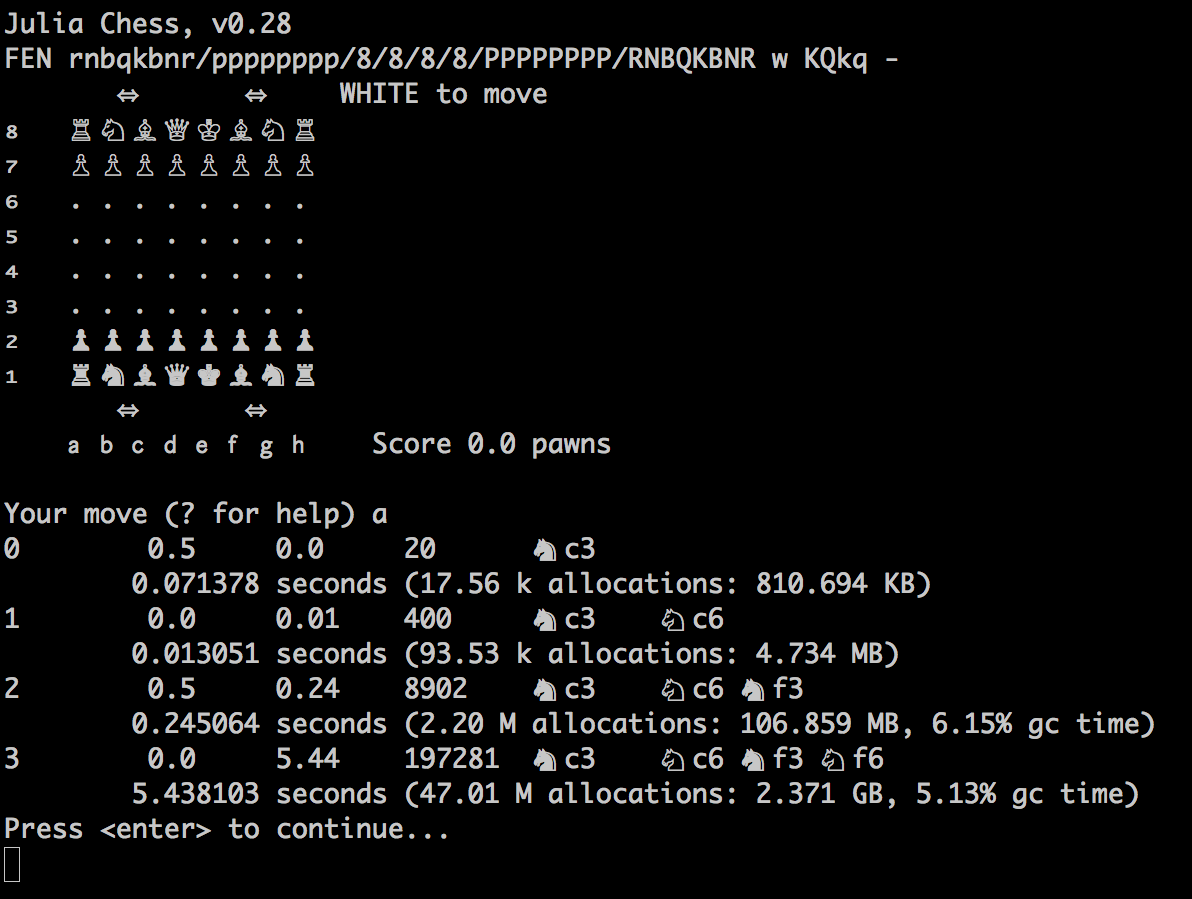 Julia Chess, v0.28
FEN rnbqkbnr/pppppppp/8/8/8/8/PPPPPPPP/RNBQKBNR w KQkq -
⇔ ⇔ WHITE to move
8 ♖ ♘ ♗ ♕ ♔ ♗ ♘ ♖
7 ♙ ♙ ♙ ♙ ♙ ♙ ♙ ♙
6 . . . . . . . .
5 . . . . . . . .
4 . . . . . . . .
3 . . . . . . . .
2 ♟ ♟ ♟ ♟ ♟ ♟ ♟ ♟
1 ♜ ♞ ♝ ♛ ♚ ♝ ♞ ♜
⇔ ⇔
a b c d e f g h Score 0.0 pawns
Your move (? for help) a
0 0.5 0.0 20 ♞c3
0.071378 seconds (17.56 k allocations: 810.694 KB)
1 0.0 0.01 400 ♞c3 ♘c6
0.013051 seconds (93.53 k allocations: 4.734 MB)
2 0.5 0.24 8902 ♞c3 ♘c6 ♞f3
0.245064 seconds (2.20 M allocations: 106.859 MB, 6.15% gc time)
3 0.0 5.44 197281 ♞c3 ♘c6 ♞f3 ♘f6
5.438103 seconds (47.01 M allocations: 2.371 GB, 5.13% gc time)
Press <enter> to continue...